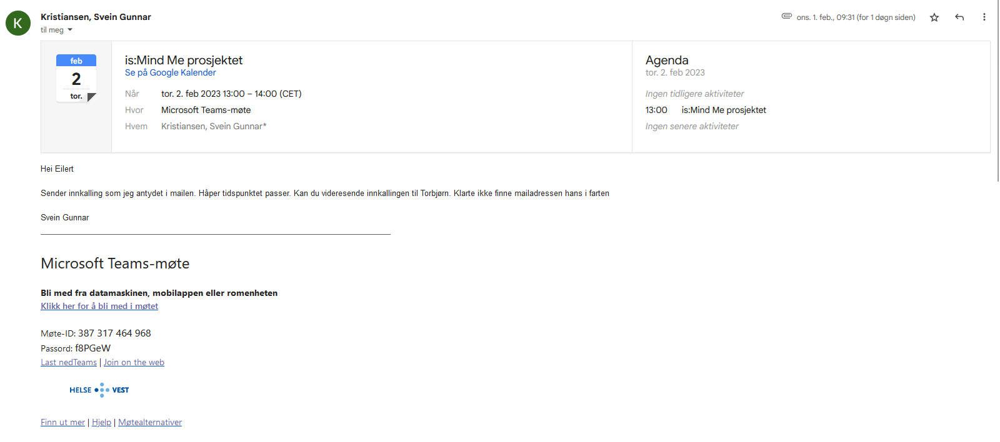 K
Kristiansen, Svein Gunnar
til meg
ons. 1. feb., 09:31 (for 1 døgn siden)
feb
2
tor.
is:Mind Me prosjektet
Se på Google Kalender
Når tor. 2. feb 2023 13:00 – 14:00 (CET)
Hvor Microsoft Teams-møte
Hvem Kristiansen, Svein Gunnar*
Agenda
tor. 2. feb 2023
Ingen tidligere aktiviteter
13:00 is:Mind Me prosjektet
Ingen senere aktiviteter
Hei Eilert
Sender innkalling som jeg antydet i mailen. Håper tidspunktet passer. Kan du videresende innkallingen til Torbjørn. Klarte ikke finne mailadressen hans i farten
Svein Gunnar
Microsoft Teams-møte
Bli med fra datamaskinen, mobilappen eller romenheten
Klikk her for å bli med i møtet
Møte-ID: 387 317 464 968
Passord: f8PGeW
Last nedTeams | Join on the web
HELSE VEST
Finn ut mer | Hjelp | Møtealternativer